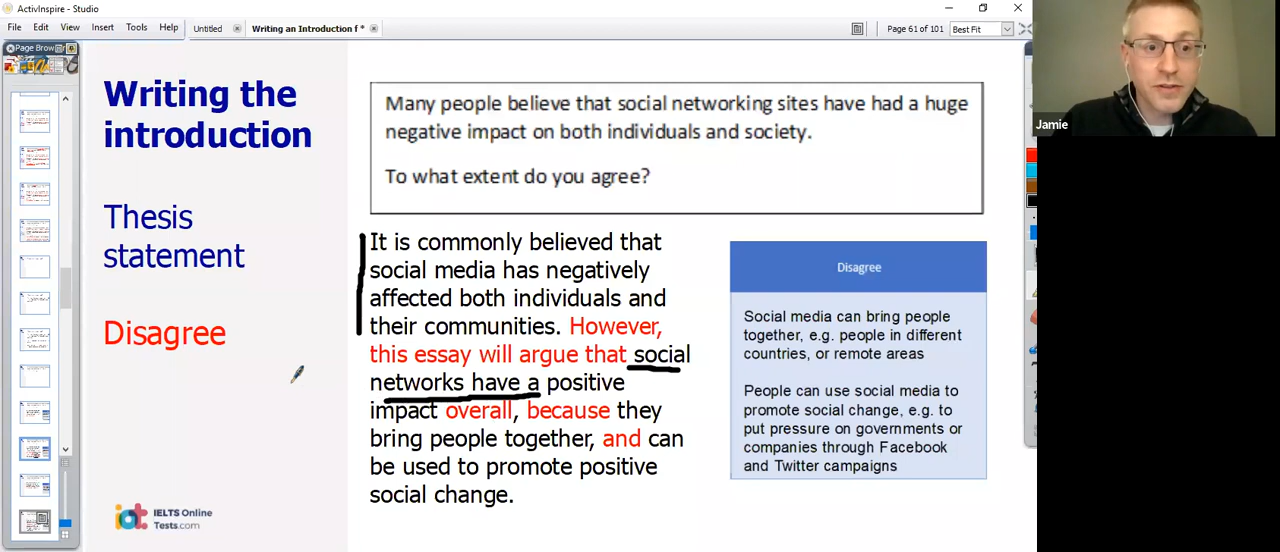 ActivInspire - Studio
File Edit View Insert Tools Help
Untitled
Writing an Introduction f *
Page 61 of 101
Best Fit
Page Brow
Writing the
introduction
Thesis
statement
Disagree
IELTS Online
Tests.com
Many people believe that social networking sites have had a huge
negative impact on both individuals and society.
To what extent do you agree?
It is commonly believed that
social media has negatively
affected both individuals and
their communities. However,
this essay will argue that social
networks have a positive
impact overall, because they
bring people together, and can
be used to promote positive
social change.
Disagree
Social media can bring people
together, e.g. people in different
countries, or remote areas
People can use social media to
promote social change, e.g. to
put pressure on governments or
companies through Facebook
and Twitter campaigns
Jamie